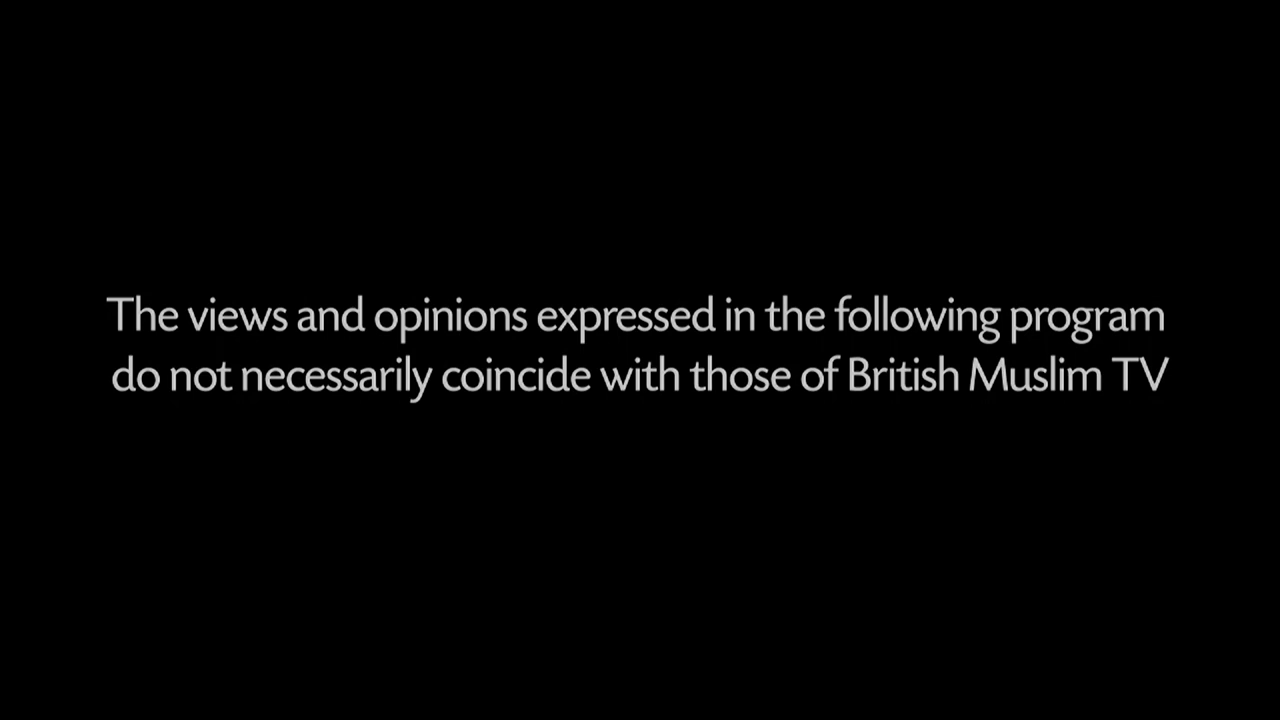 The views and opinions expressed in the following program
do not necessarily coincide with those of British Muslim TV